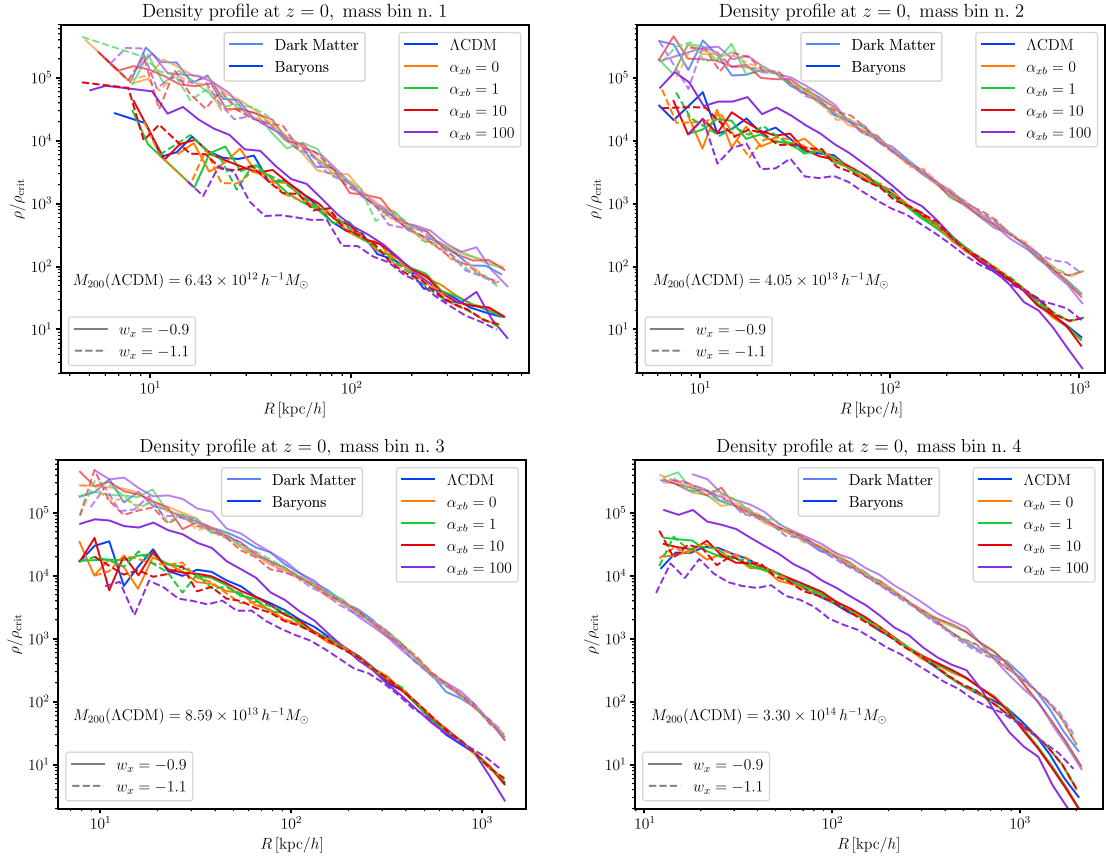 Density profile at z = 0, mass bin n. 1
Dark Matter
Baryons
ΛCDM
α_xb = 0
α_xb = 1
α_xb = 10
α_xb = 100
10^5
10^4
10^3
10^2
10^1
ρ/ρ_crit
M_200(ΛCDM) = 6.43 × 10^12 h^−1 M_⊙
w_x = −0.9
w_x = −1.1
10^1 10^2
R [kpc/h]
Density profile at z = 0, mass bin n. 2
Dark Matter
Baryons
ΛCDM
α_xb = 0
α_xb = 1
α_xb = 10
α_xb = 100
10^5
10^4
10^3
10^2
10^1
ρ/ρ_crit
M_200(ΛCDM) = 4.05 × 10^13 h^−1 M_⊙
w_x = −0.9
w_x = −1.1
10^1 10^2 10^3
R [kpc/h]
Density profile at z = 0, mass bin n. 3
Dark Matter
Baryons
ΛCDM
α_xb = 0
α_xb = 1
α_xb = 10
α_xb = 100
10^5
10^4
10^3
10^2
10^1
ρ/ρ_crit
M_200(ΛCDM) = 8.59 × 10^13 h^−1 M_⊙
w_x = −0.9
w_x = −1.1
10^1 10^2 10^3
R [kpc/h]
Density profile at z = 0, mass bin n. 4
Dark Matter
Baryons
ΛCDM
α_xb = 0
α_xb = 1
α_xb = 10
α_xb = 100
10^5
10^4
10^3
10^2
10^1
ρ/ρ_crit
M_200(ΛCDM) = 3.30 × 10^14 h^−1 M_⊙
w_x = −0.9
w_x = −1.1
10^1 10^2 10^3
R [kpc/h]